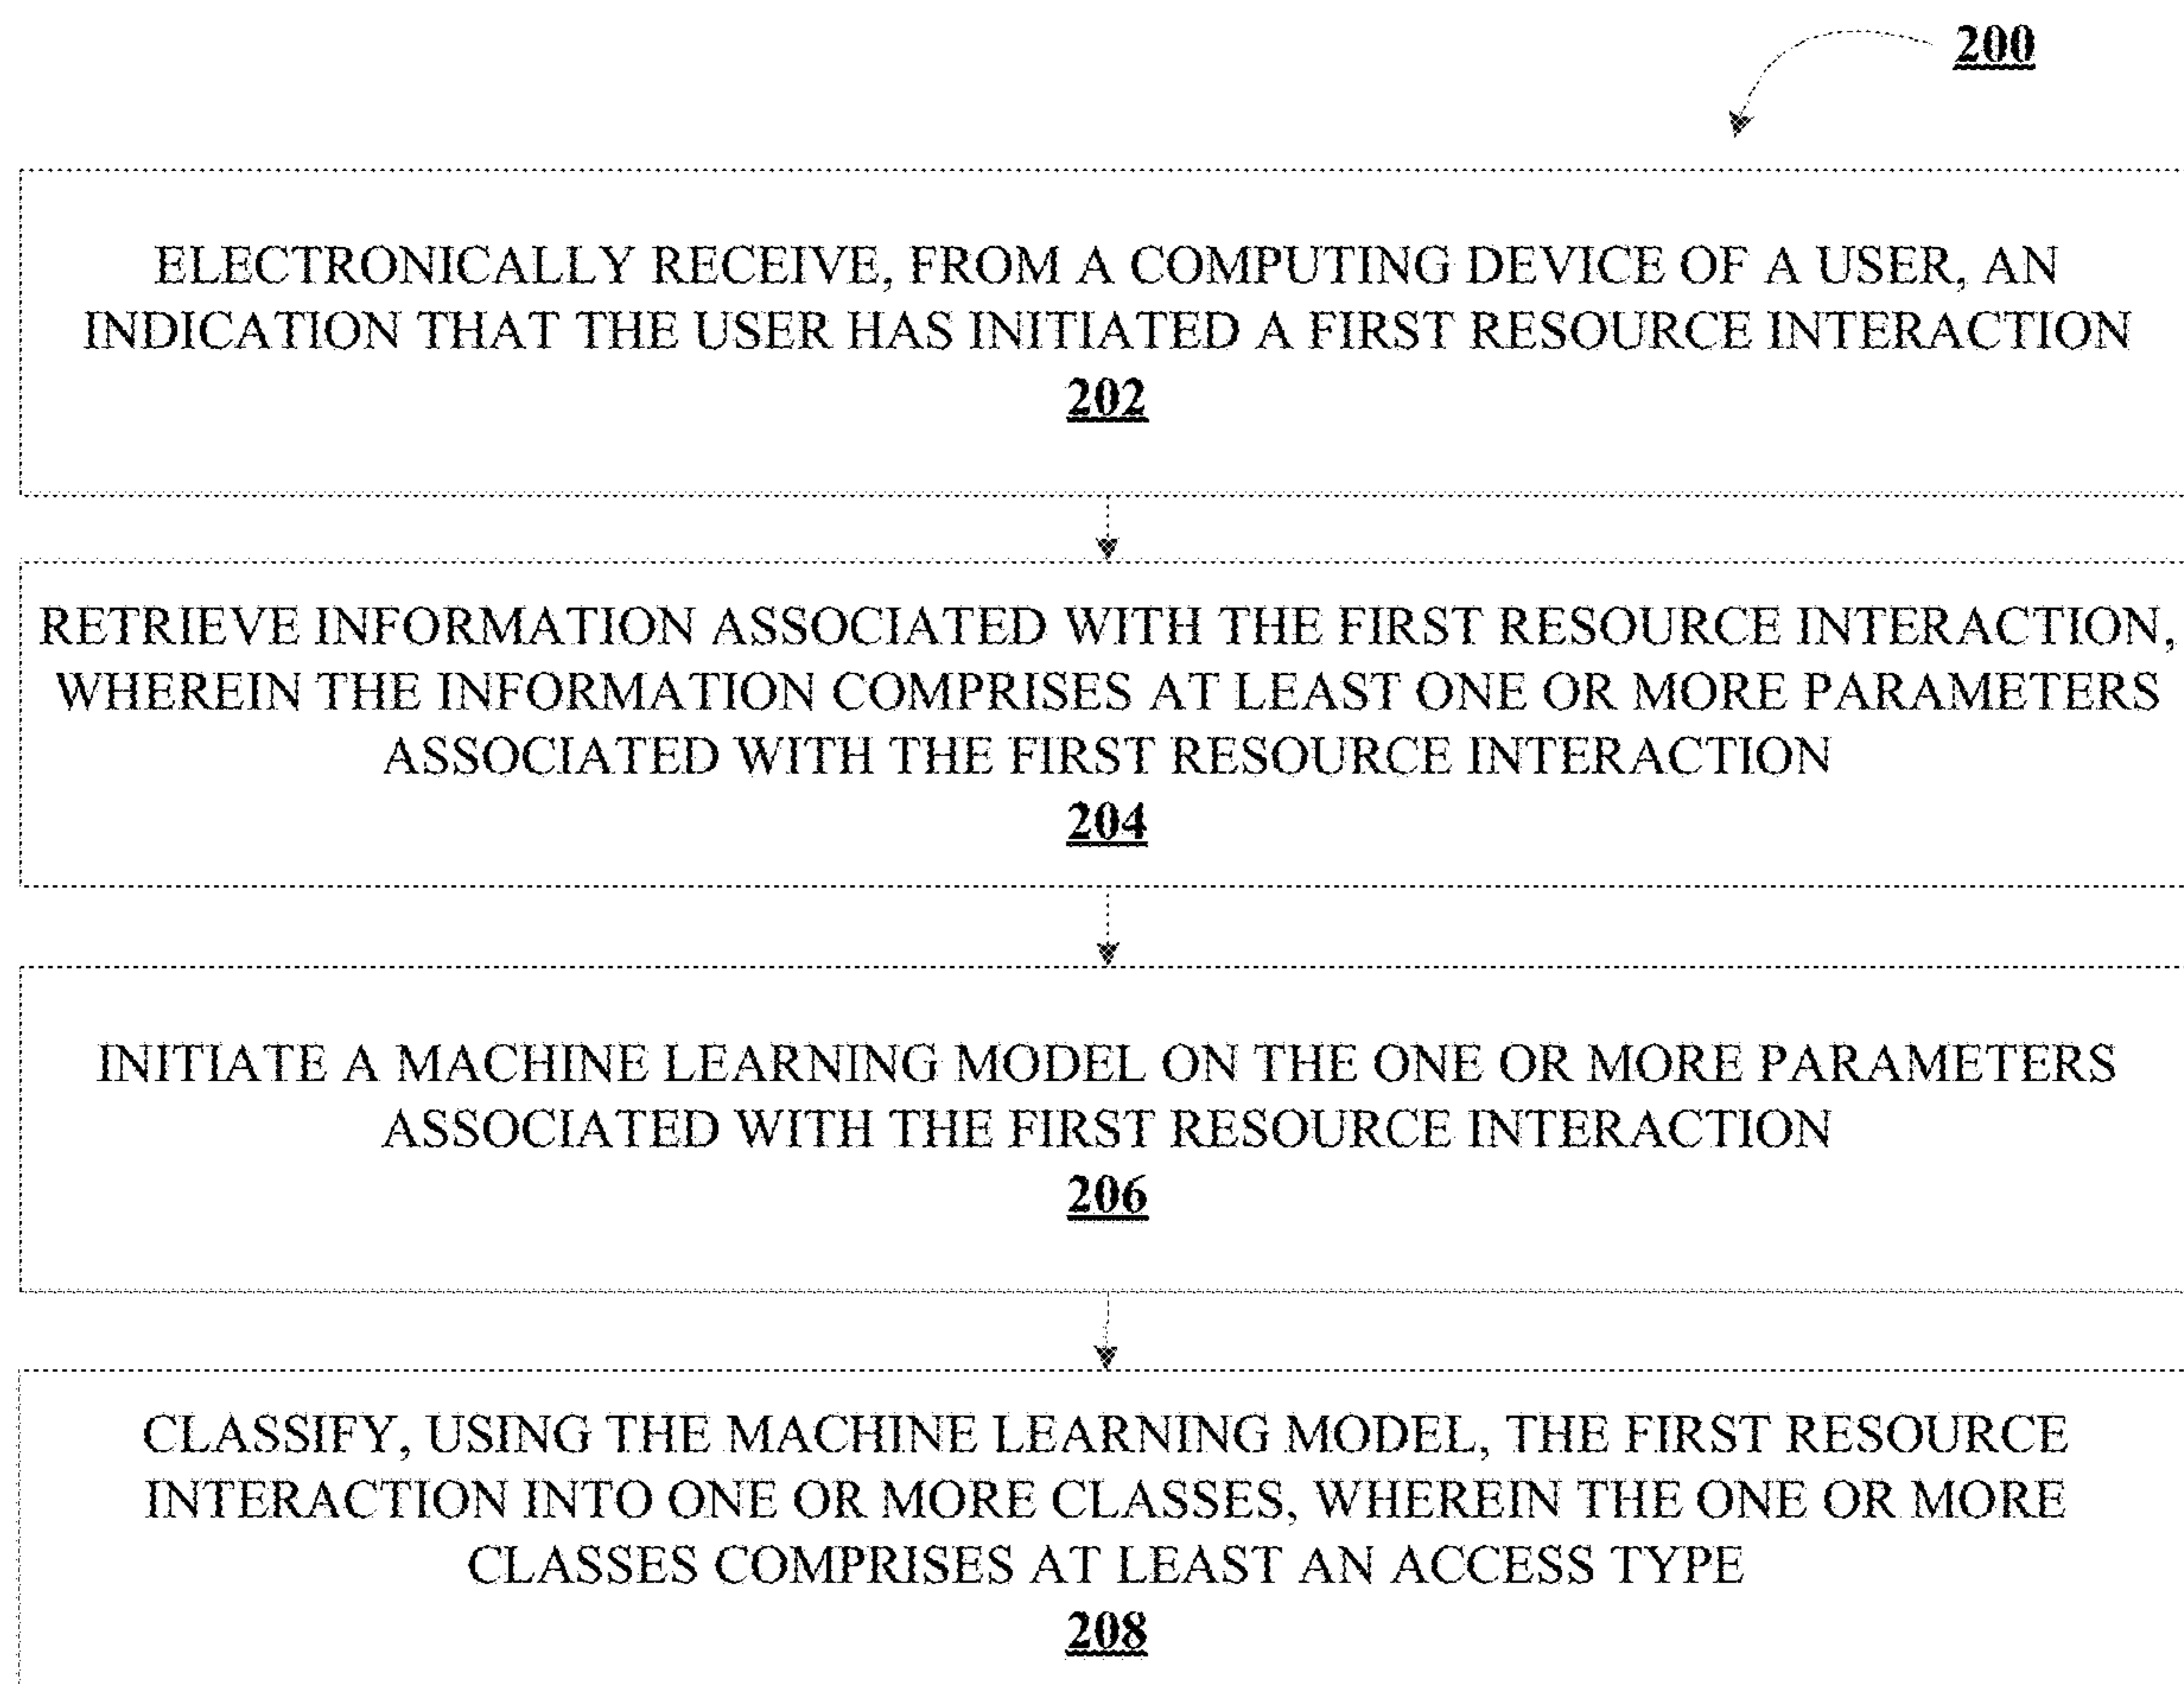 200
ELECTRONICALLY RECEIVE, FROM A COMPUTING DEVICE OF A USER, AN
INDICATION THAT THE USER HAS INITIATED A FIRST RESOURCE INTERACTION
202
RETRIEVE INFORMATION ASSOCIATED WITH THE FIRST RESOURCE INTERACTION,
WHEREIN THE INFORMATION COMPRISES AT LEAST ONE OR MORE PARAMETERS
ASSOCIATED WITH THE FIRST RESOURCE INTERACTION
204
INITIATE A MACHINE LEARNING MODEL ON THE ONE OR MORE PARAMETERS
ASSOCIATED WITH THE FIRST RESOURCE INTERACTION
206
CLASSIFY, USING THE MACHINE LEARNING MODEL, THE FIRST RESOURCE
INTERACTION INTO ONE OR MORE CLASSES, WHEREIN THE ONE OR MORE
CLASSES COMPRISES AT LEAST AN ACCESS TYPE
208